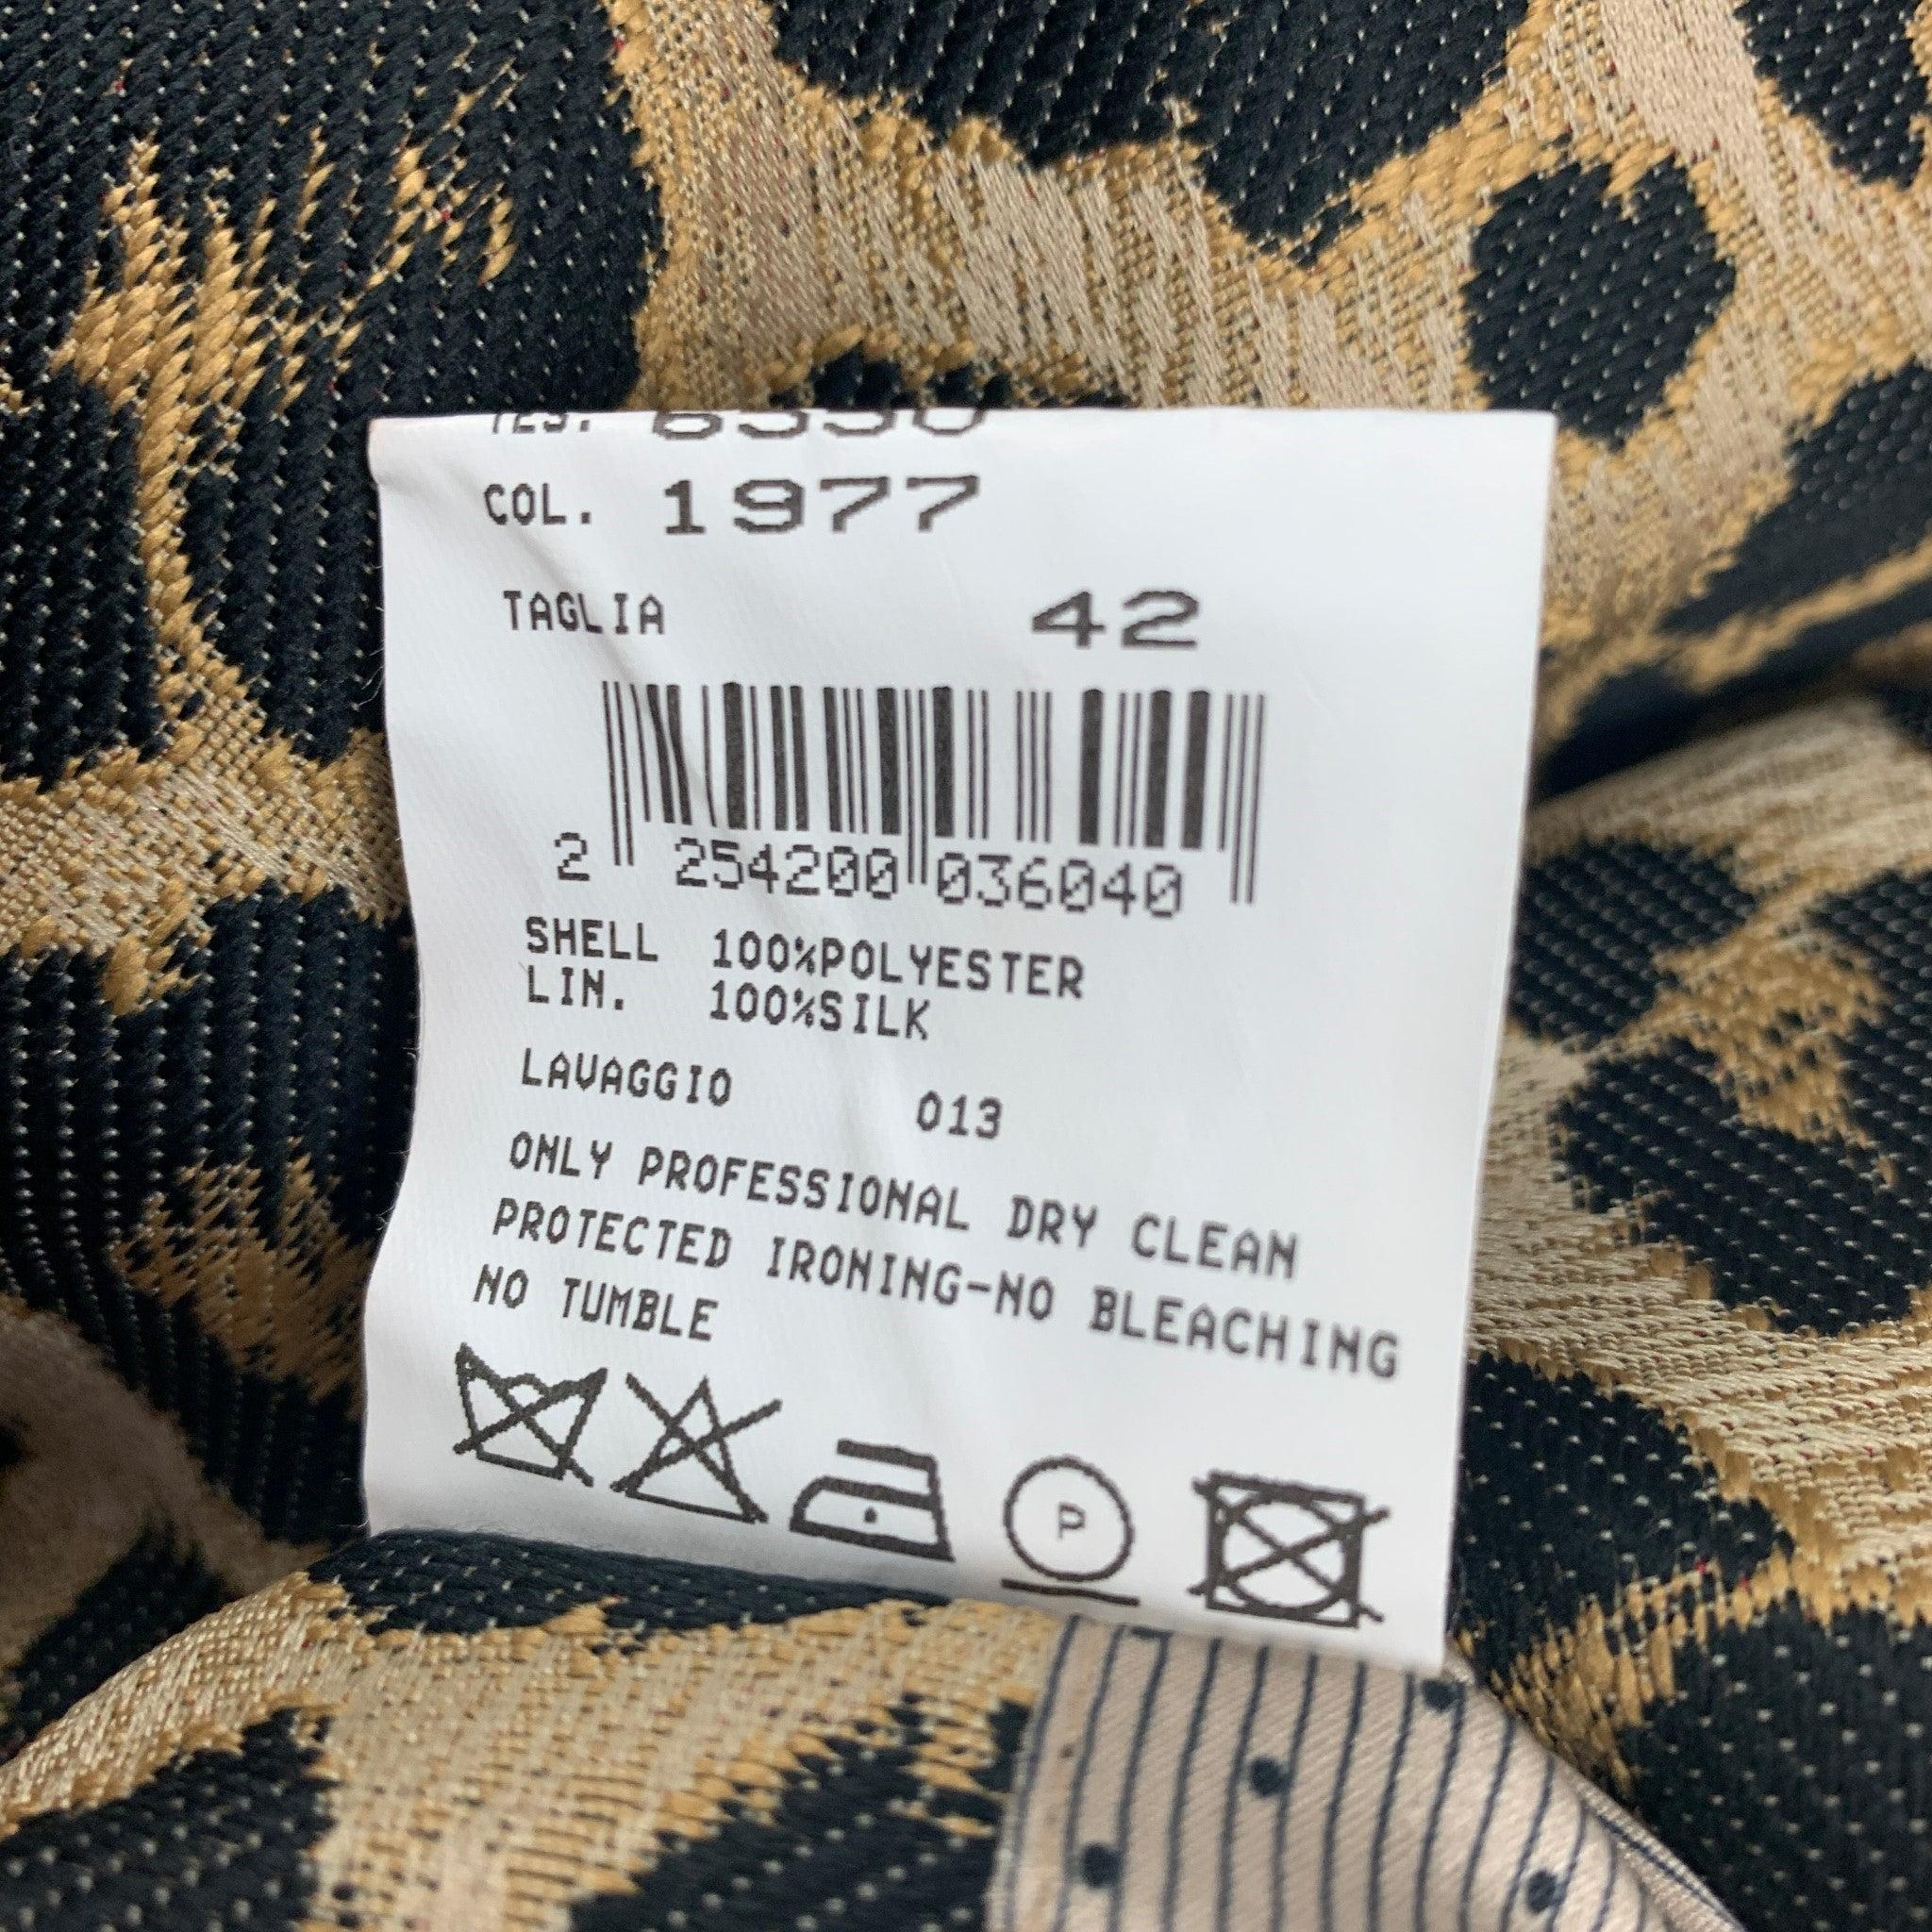 COL. 1977
TAGLIA 42
2 254200 036040
SHELL 100%POLYESTER
LIN. 100%SILK
LAVAGGIO 013
ONLY PROFESSIONAL DRY CLEAN
PROTECTED IRONING-NO BLEACHING
NO TUMBLE
P